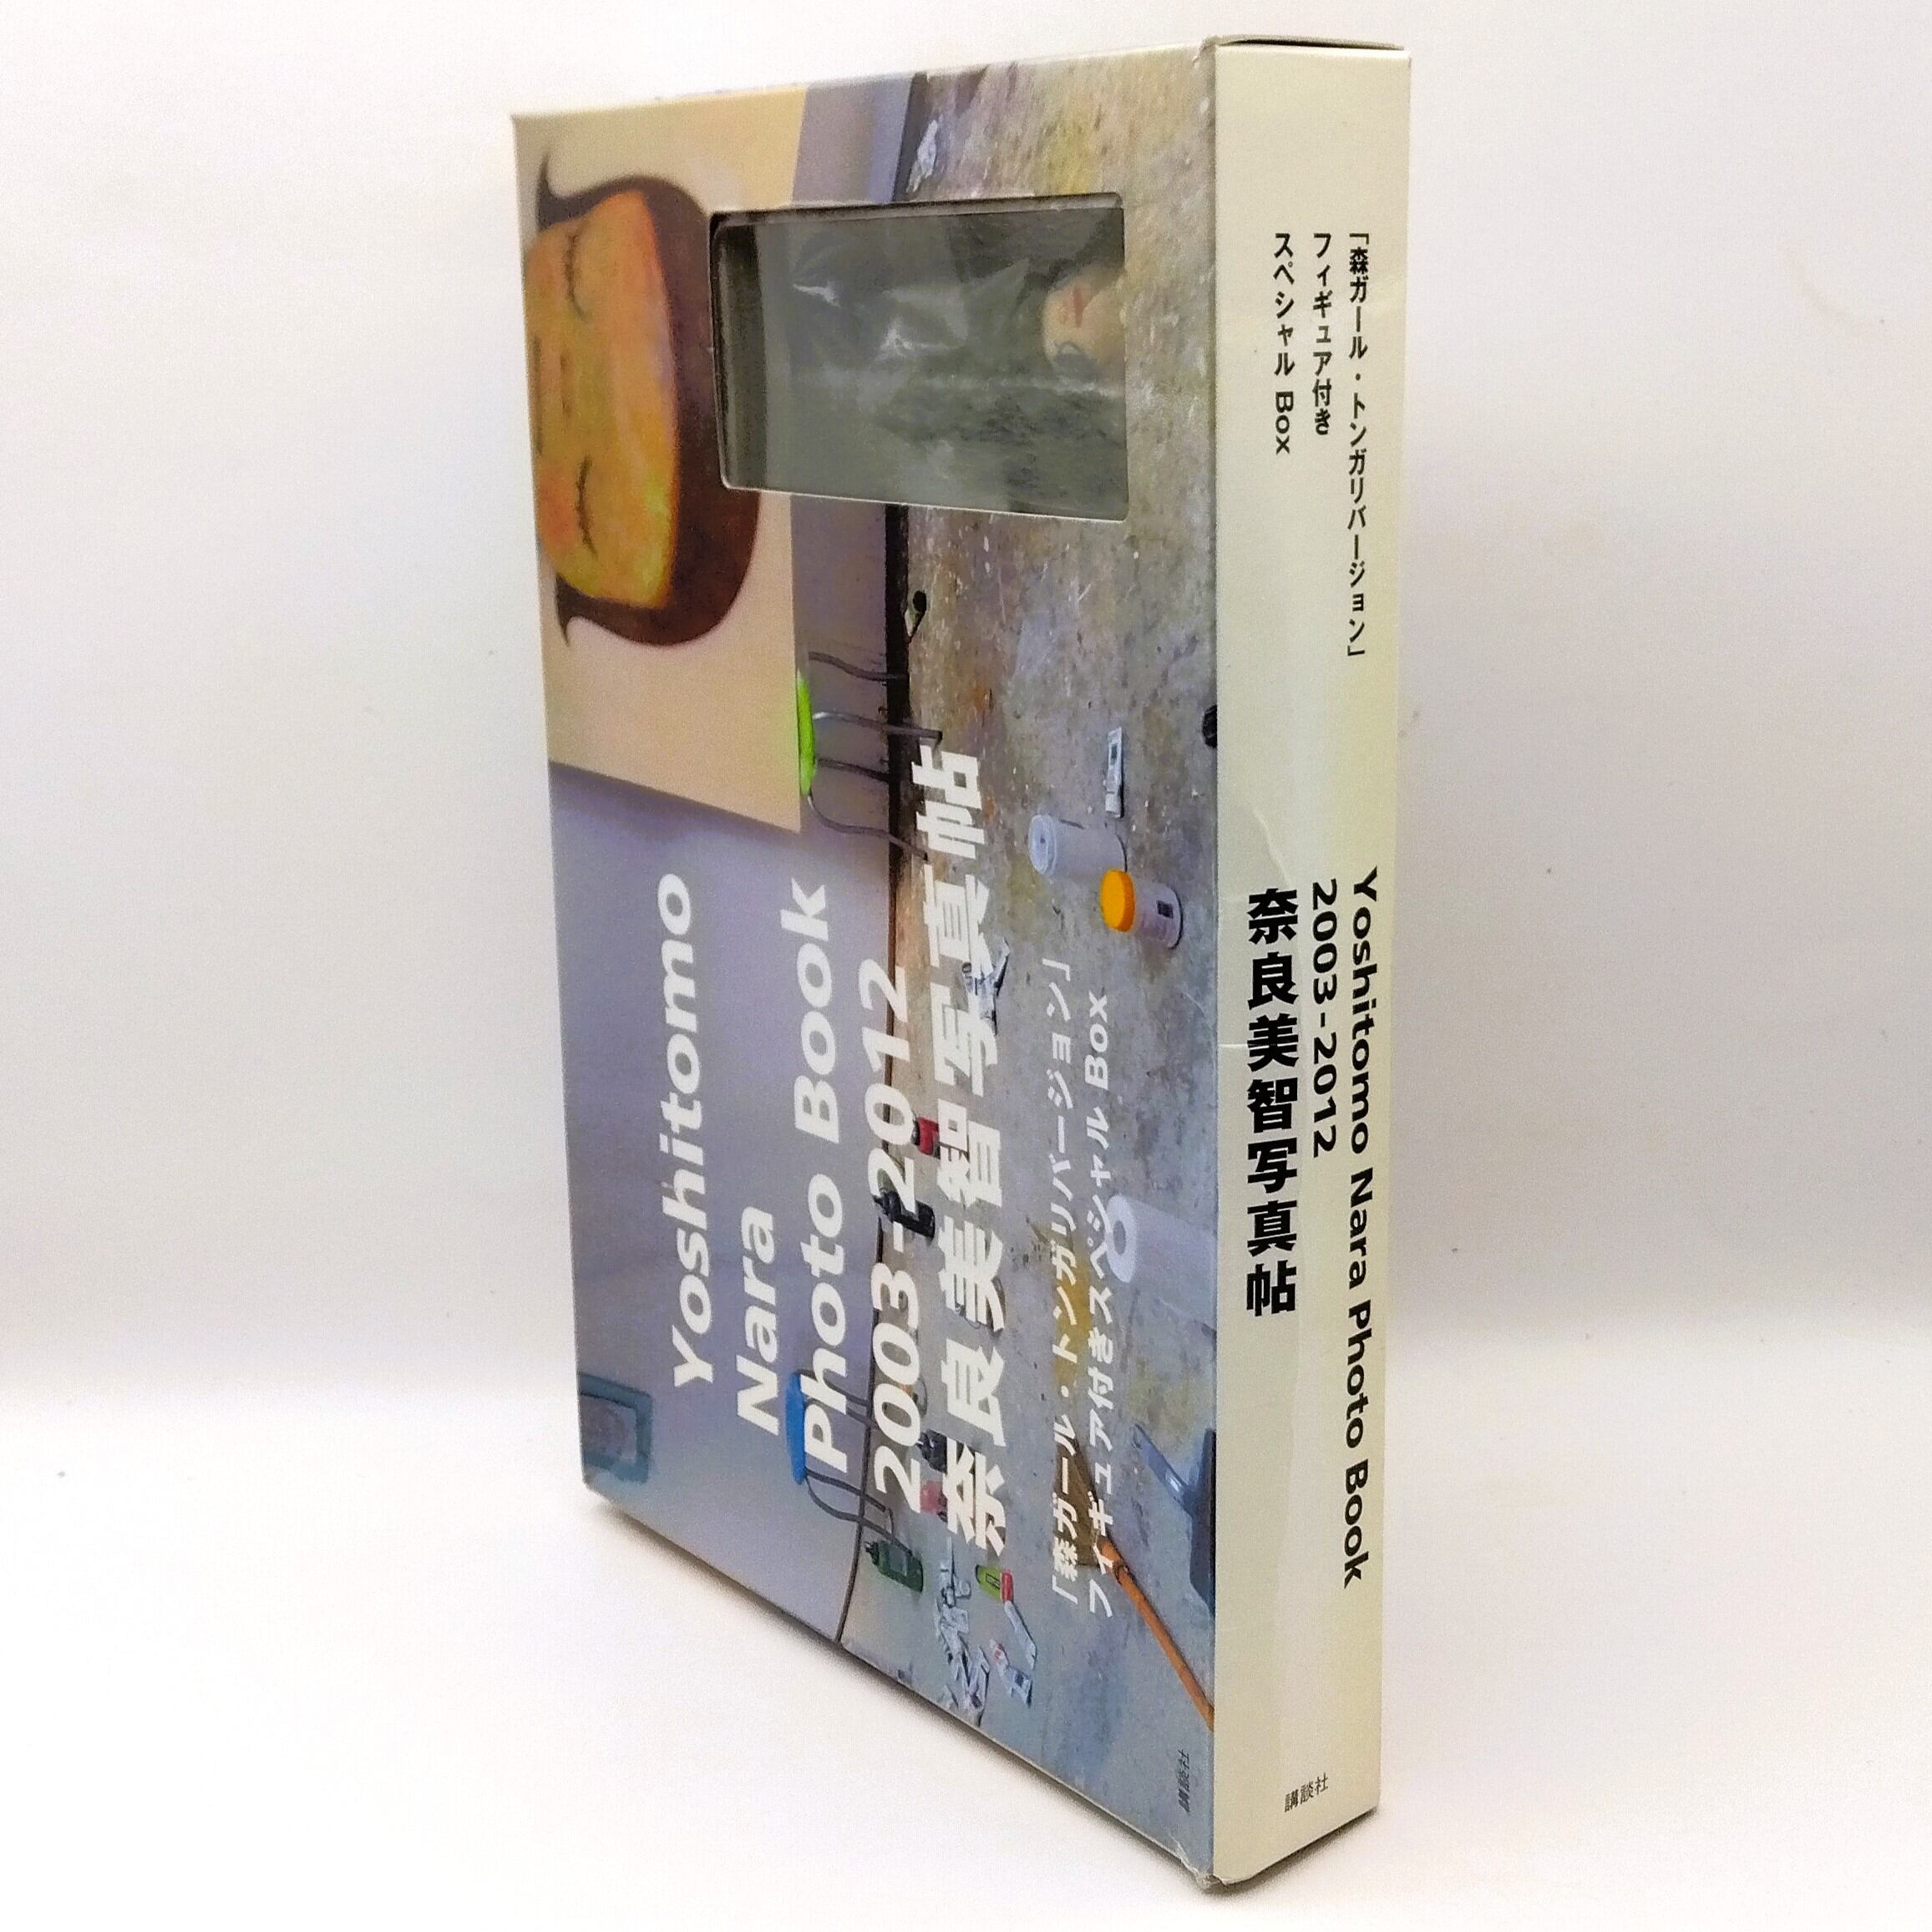 Yoshitomo
Nara
Photo Book
2003-2012
奈良美智写真帖
「森ガール・トンガリバージョン」
フィギュア付きスペシャル Box
講談社
「森ガール・トンガリバージョン」
フィギュア付き
スペシャル Box
Yoshitomo Nara Photo Book
2003-2012
奈良美智写真帖
講談社